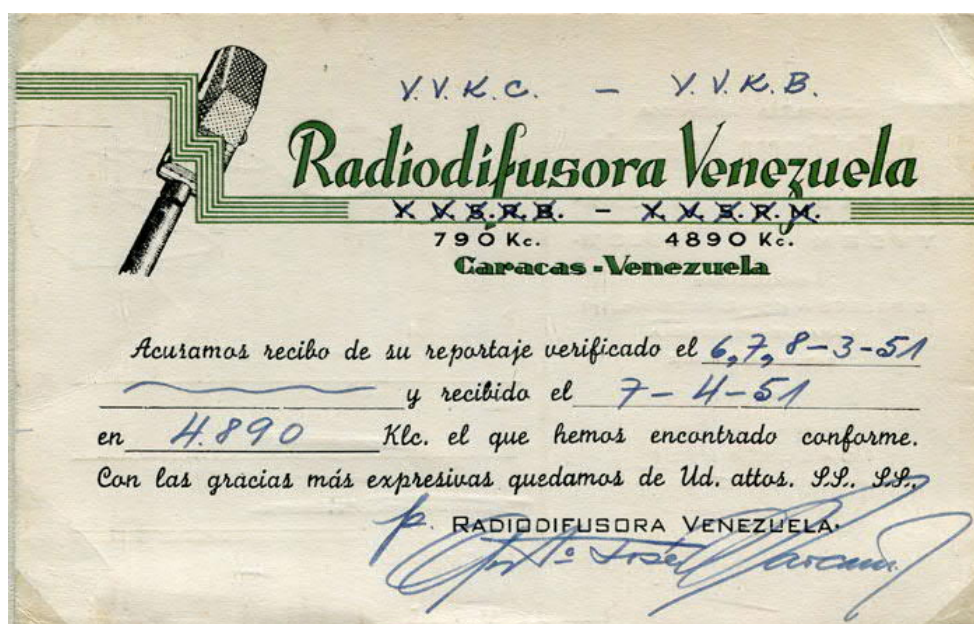 Y.V.K.C. — Y.V.K.B.
Radiodifusora Venezuela
Y.V.S.R.B. - Y.V.S.R.M.
790 Kc. 4890 Kc.
Caracas - Venezuela
Acusamos recibo de su reportaje verificado el 6,7,8-3-51
y recibido el 7-4-51
en 4.890 Klc. el que hemos encontrado conforme.
Con las gracias más expresivas quedamos de Ud. attos. SS. SS.
p. RADIODIFUSORA VENEZUELA.
José